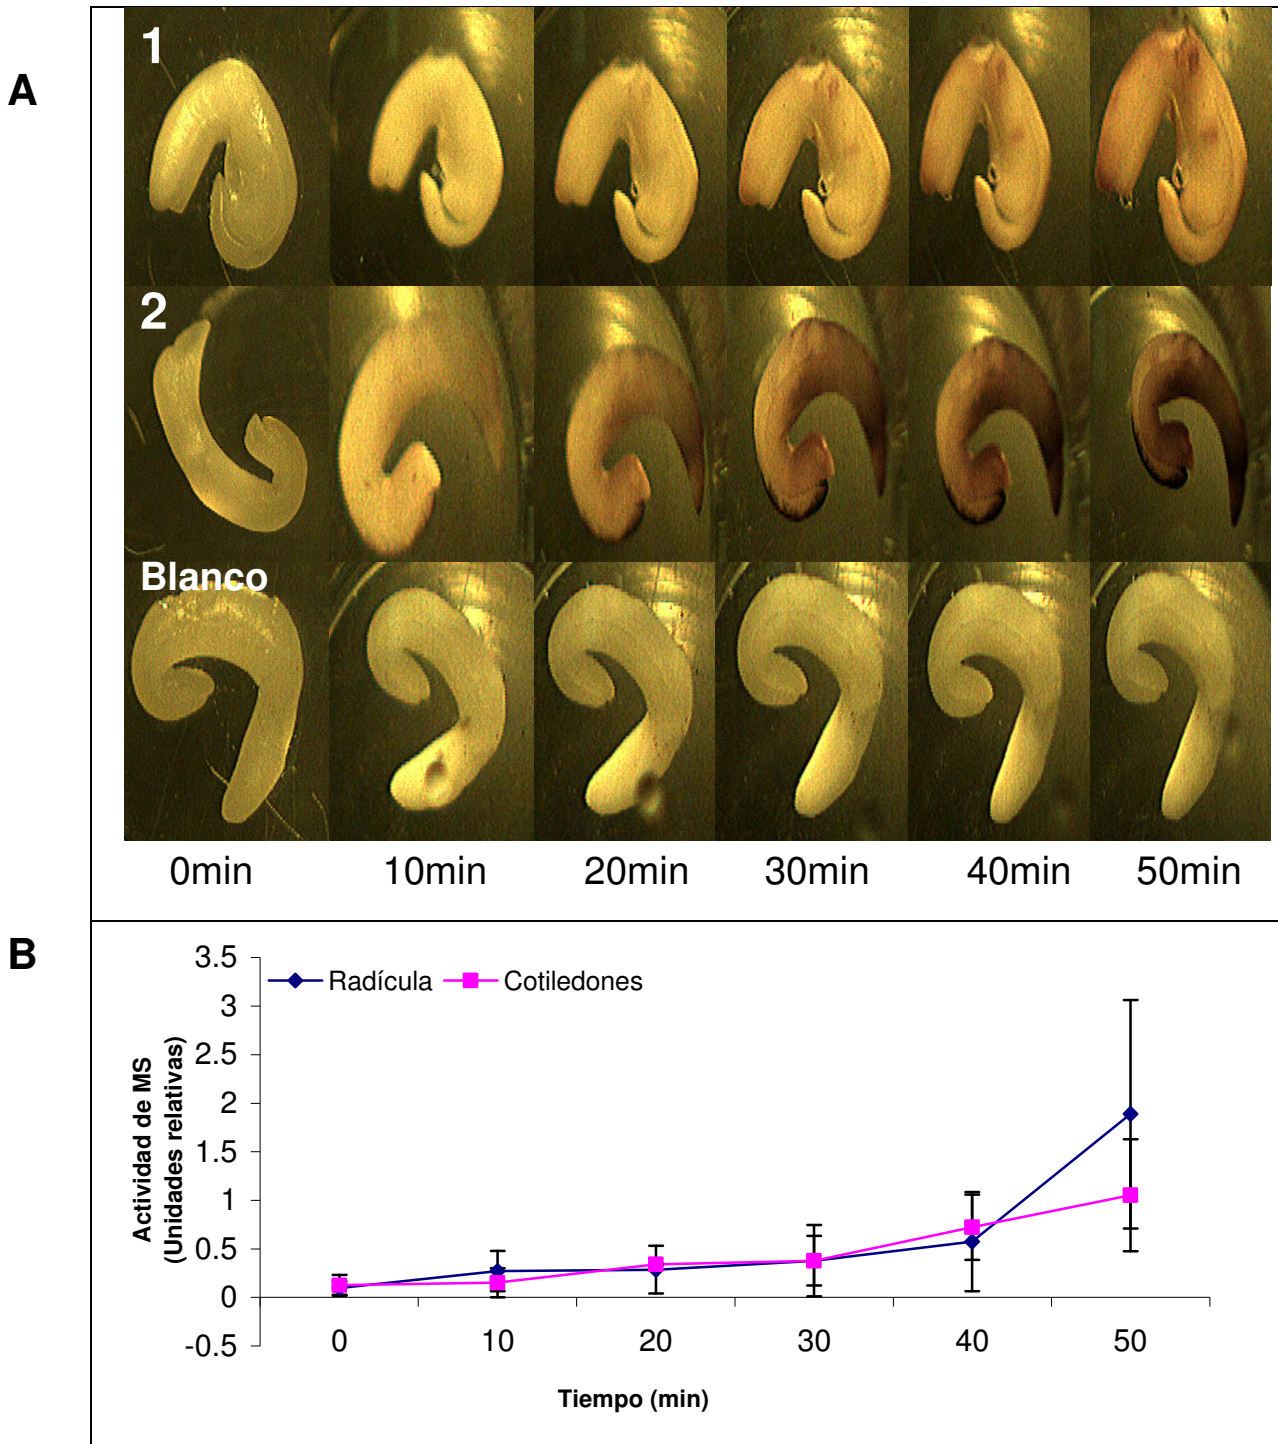 A
1
2
Blanco
0min 10min 20min 30min 40min 50min
B
3.5
3
2.5
2
1.5
1
0.5
0
-0.5
Radícula Cotiledones
Actividad de MS
(Unidades relativas)
0 10 20 30 40 50
Tiempo (min)